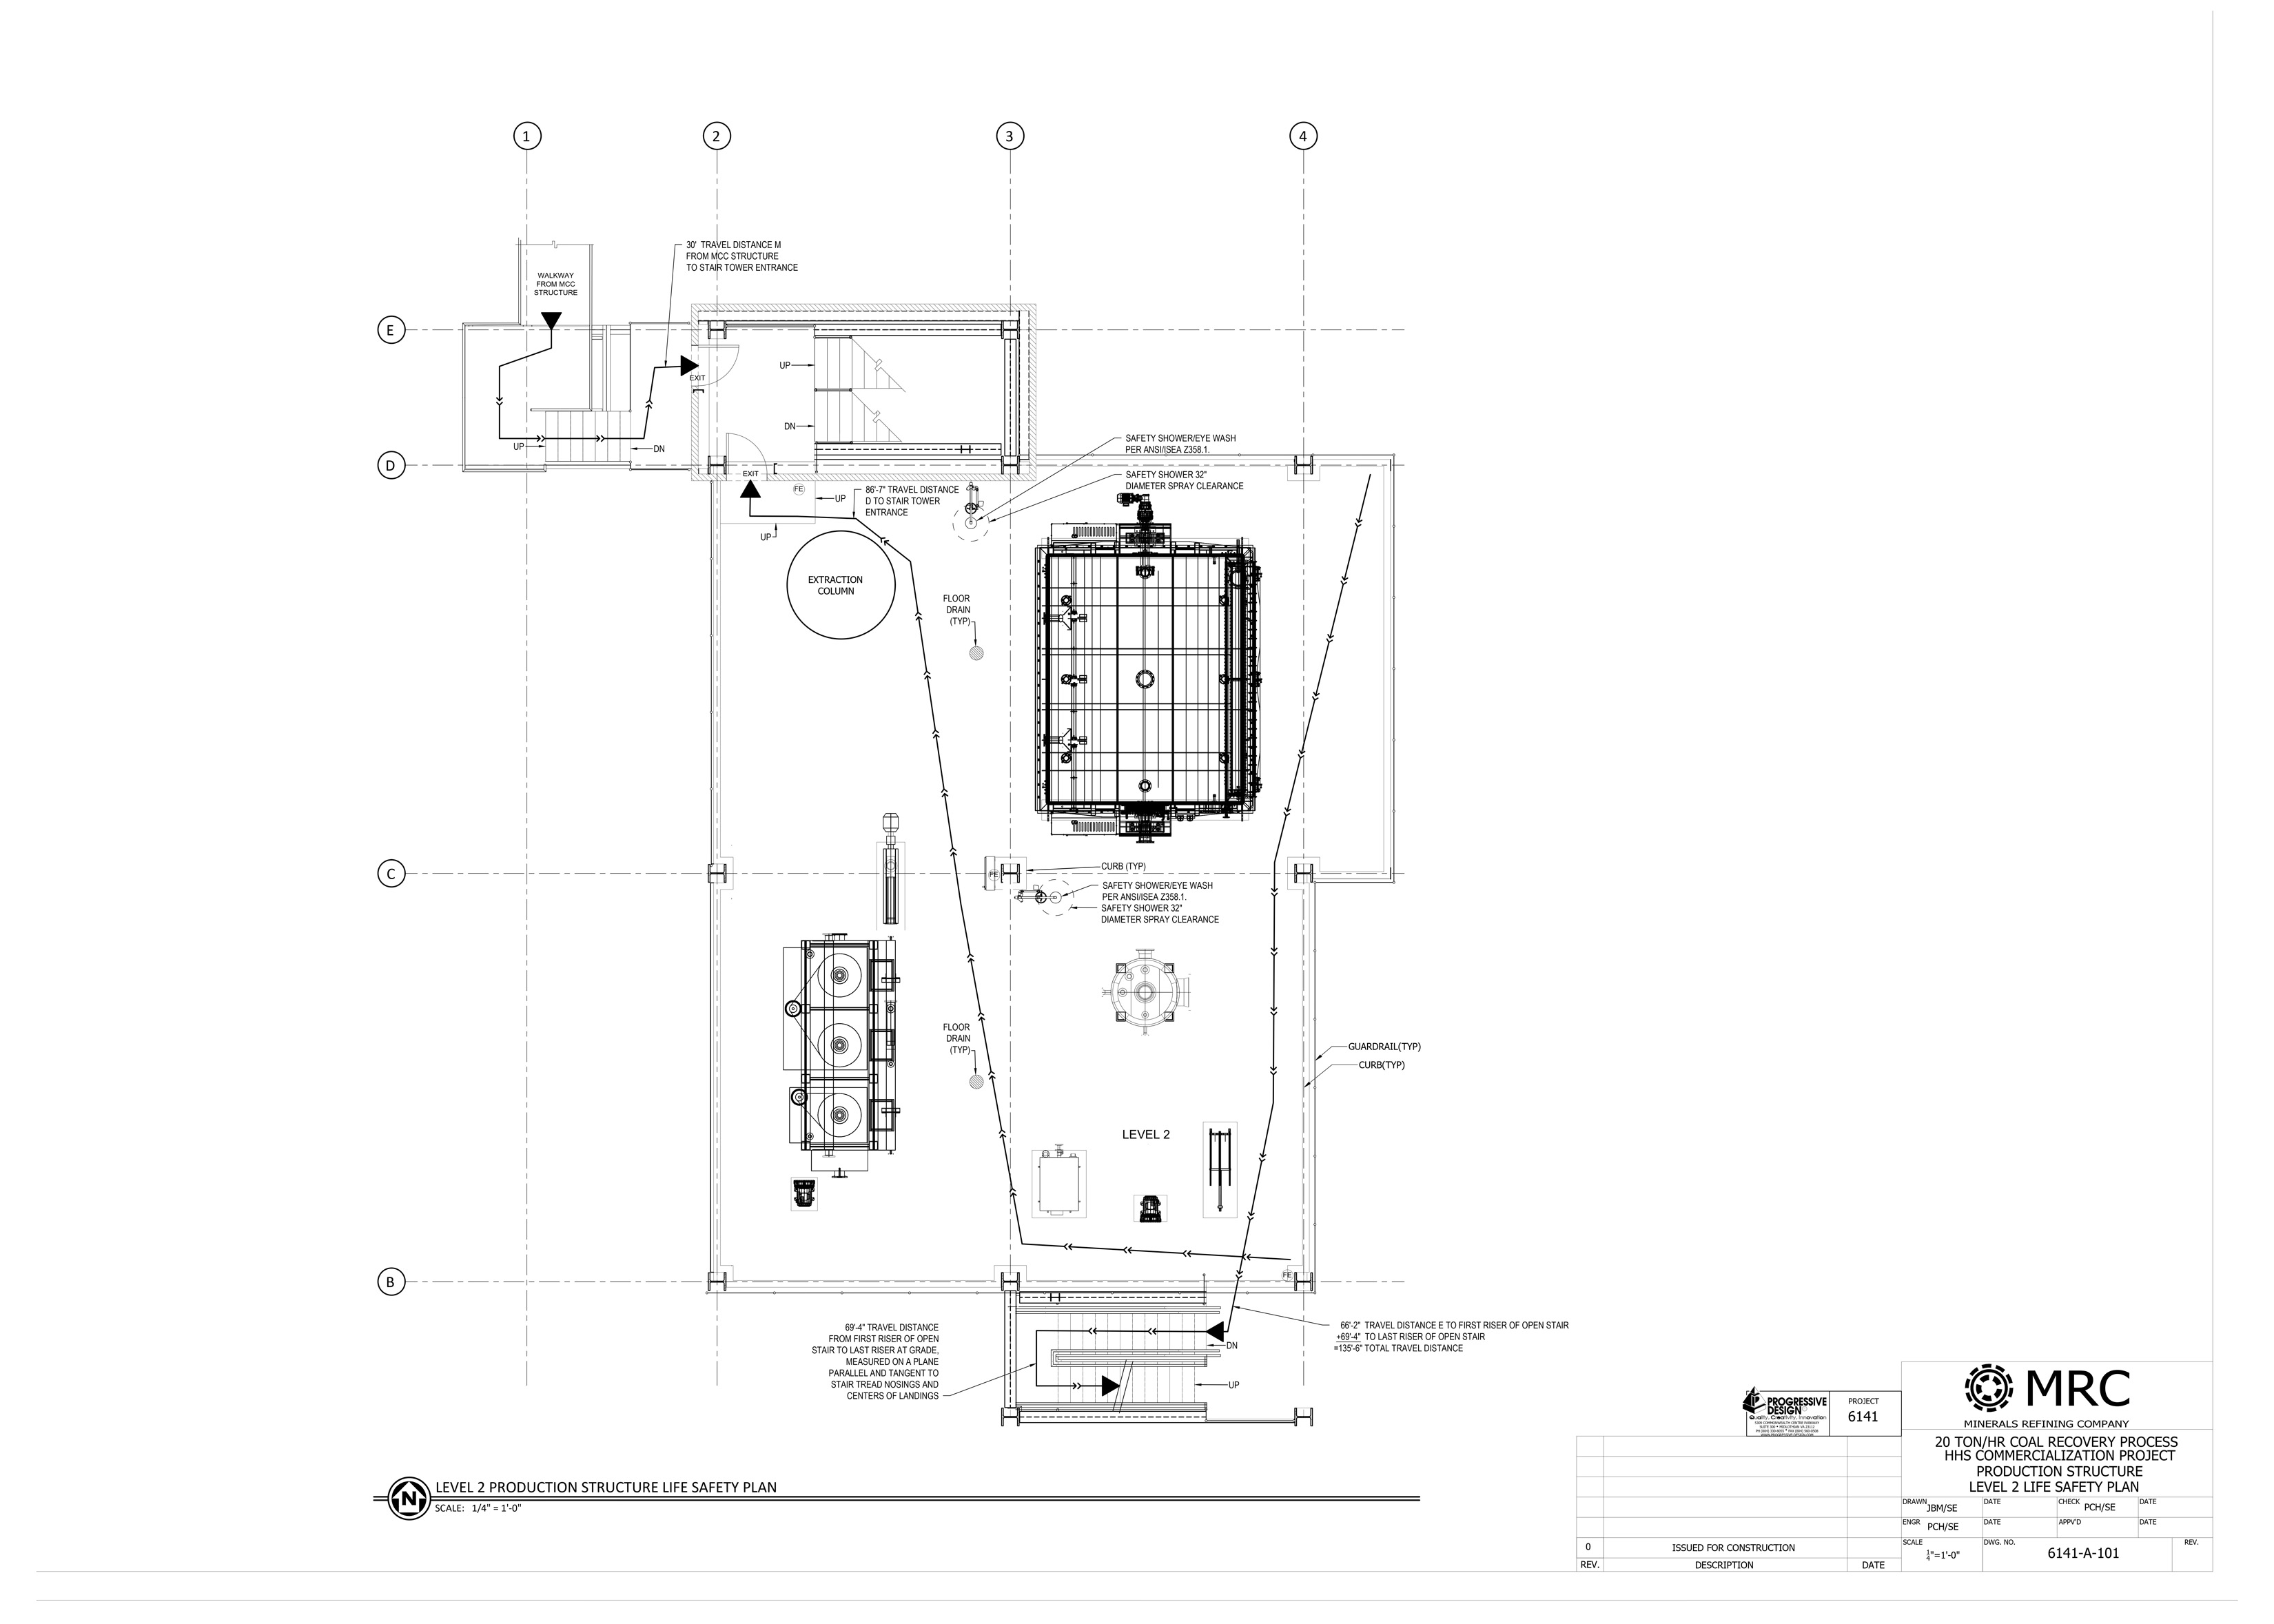 1
2
3
4
30' TRAVEL DISTANCE M
FROM MCC STRUCTURE
TO STAIR TOWER ENTRANCE
WALKWAY
FROM MCC
STRUCTURE
E
EXIT
UP
DN
UP
DN
D
SAFETY SHOWER/EYE WASH
PER ANSI/ISEA Z358.1.
SAFETY SHOWER 32"
DIAMETER SPRAY CLEARANCE
EXIT
FE
UP
UP
86'-7" TRAVEL DISTANCE
D TO STAIR TOWER
ENTRANCE
EXTRACTION
COLUMN
FLOOR
DRAIN
(TYP)
C
FE
CURB (TYP)
SAFETY SHOWER/EYE WASH
PER ANSI/ISEA Z358.1.
SAFETY SHOWER 32"
DIAMETER SPRAY CLEARANCE
FLOOR
DRAIN
(TYP)
GUARDRAIL(TYP)
CURB(TYP)
LEVEL 2
B
FE
69'-4" TRAVEL DISTANCE
FROM FIRST RISER OF OPEN
STAIR TO LAST RISER AT GRADE,
MEASURED ON A PLANE
PARALLEL AND TANGENT TO
STAIR TREAD NOSINGS AND
CENTERS OF LANDINGS
DN
UP
66'-2" TRAVEL DISTANCE E TO FIRST RISER OF OPEN STAIR
+69'-4" TO LAST RISER OF OPEN STAIR
=135'-6" TOTAL TRAVEL DISTANCE
N
LEVEL 2 PRODUCTION STRUCTURE LIFE SAFETY PLAN
SCALE: 1/4" = 1'-0"
PROGRESSIVE
DESIGN
Quality, Creativity, Innovation
PROJECT
6141
MRC
MINERALS REFINING COMPANY
20 TON/HR COAL RECOVERY PROCESS
HHS COMMERCIALIZATION PROJECT
PRODUCTION STRUCTURE
LEVEL 2 LIFE SAFETY PLAN
DRAWN JBM/SE DATE CHECK PCH/SE DATE
ENGR PCH/SE DATE APPV'D DATE
SCALE 1/4"=1'-0" DWG. NO. 6141-A-101 REV.
0 ISSUED FOR CONSTRUCTION
REV. DESCRIPTION DATE